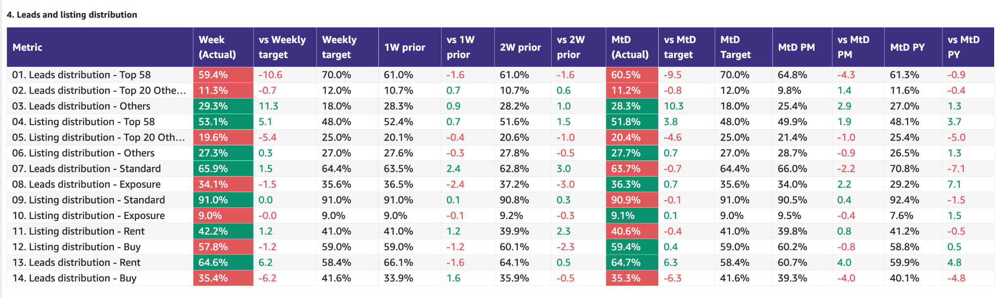 4. Leads and listing distribution
Metric Week (Actual) vs Weekly target Weekly target 1W prior vs 1W prior 2W prior vs 2W prior MtD (Actual) vs MtD target MtD Target MtD PM vs MtD PM MtD PY vs MtD PY
01. Leads distribution - Top 58 59.4% -10.6 70.0% 61.0% -1.6 61.0% -1.6 60.5% -9.5 70.0% 64.8% -4.3 61.3% -0.9
02. Leads distribution - Top 20 Othe... 11.3% -0.7 12.0% 10.7% 0.7 10.7% 0.6 11.2% -0.8 12.0% 9.8% 1.4 11.6% -0.4
03. Leads distribution - Others 29.3% 11.3 18.0% 28.3% 0.9 28.2% 1.0 28.3% 10.3 18.0% 25.4% 2.9 27.0% 1.3
04. Listing distribution - Top 58 53.1% 5.1 48.0% 52.4% 0.7 51.6% 1.5 51.8% 3.8 48.0% 49.9% 1.9 48.1% 3.7
05. Listing distribution - Top 20 Oth... 19.6% -5.4 25.0% 20.1% -0.4 20.6% -1.0 20.4% -4.6 25.0% 21.4% -1.0 25.4% -5.0
06. Listing distribution - Others 27.3% 0.3 27.0% 27.6% -0.3 27.8% -0.5 27.7% 0.7 27.0% 28.7% -0.9 26.5% 1.3
07. Leads distribution - Standard 65.9% 1.5 64.4% 63.5% 2.4 62.8% 3.0 63.7% -0.7 64.4% 66.0% -2.2 70.8% -7.1
08. Leads distribution - Exposure 34.1% -1.5 35.6% 36.5% -2.4 37.2% -3.0 36.3% 0.7 35.6% 34.0% 2.2 29.2% 7.1
09. Listing distribution - Standard 91.0% 0.0 91.0% 91.0% 0.1 90.8% 0.3 90.9% -0.1 91.0% 90.5% 0.4 92.4% -1.5
10. Listing distribution - Exposure 9.0% -0.0 9.0% 9.0% -0.1 9.2% -0.3 9.1% 0.1 9.0% 9.5% -0.4 7.6% 1.5
11. Listing distribution - Rent 42.2% 1.2 41.0% 41.0% 1.2 39.9% 2.3 40.6% -0.4 41.0% 39.8% 0.8 41.2% -0.5
12. Listing distribution - Buy 57.8% -1.2 59.0% 59.0% -1.2 60.1% -2.3 59.4% 0.4 59.0% 60.2% -0.8 58.8% 0.5
13. Leads distribution - Rent 64.6% 6.2 58.4% 66.1% -1.6 64.1% 0.5 64.7% 6.3 58.4% 60.7% 4.0 59.9% 4.8
14. Leads distribution - Buy 35.4% -6.2 41.6% 33.9% 1.6 35.9% -0.5 35.3% -6.3 41.6% 39.3% -4.0 40.1% -4.8